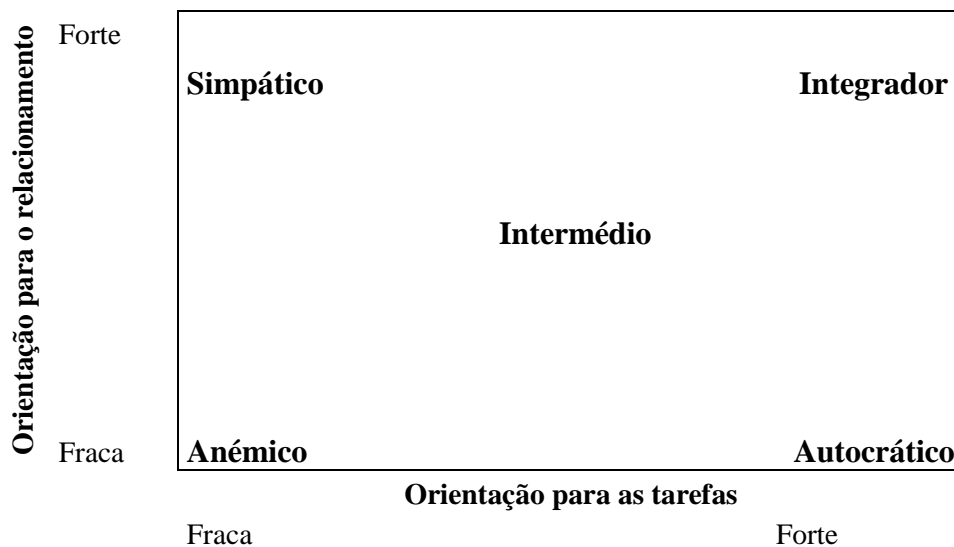 Orientação para o relacionamento
Forte
Simpático Integrador
Intermédio
Fraca Anémico Autocrático
Orientação para as tarefas
Fraca Forte